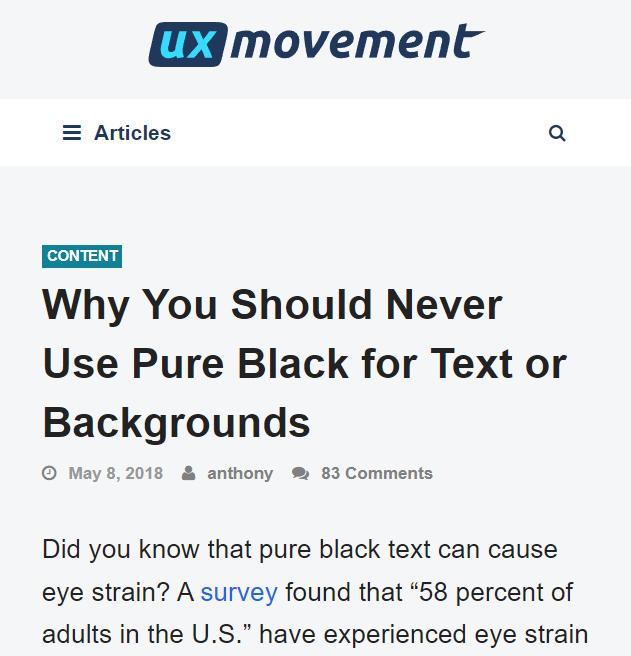 ux movement
Articles
CONTENT
Why You Should Never
Use Pure Black for Text or
Backgrounds
May 8, 2018 anthony 83 Comments
Did you know that pure black text can cause
eye strain? A survey found that “58 percent of
adults in the U.S.” have experienced eye strain